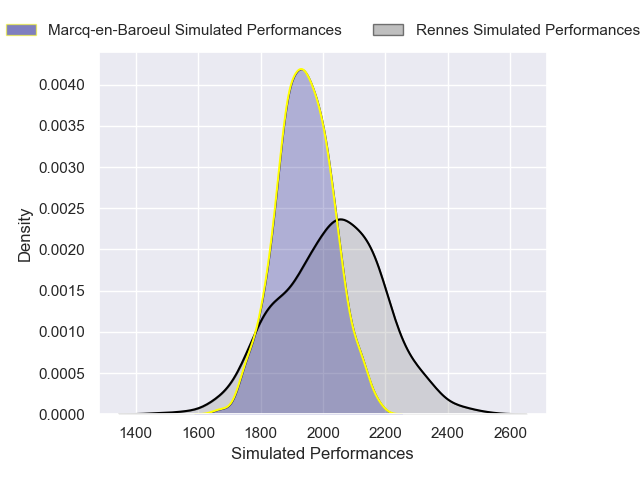 Marcq-en-Baroeul Simulated Performances Rennes Simulated Performances
0.0040
0.0035
0.0030
0.0025
0.0020
0.0015
0.0010
0.0005
0.0000
Density
1400 1600 1800 2000 2200 2400 2600
Simulated Performances